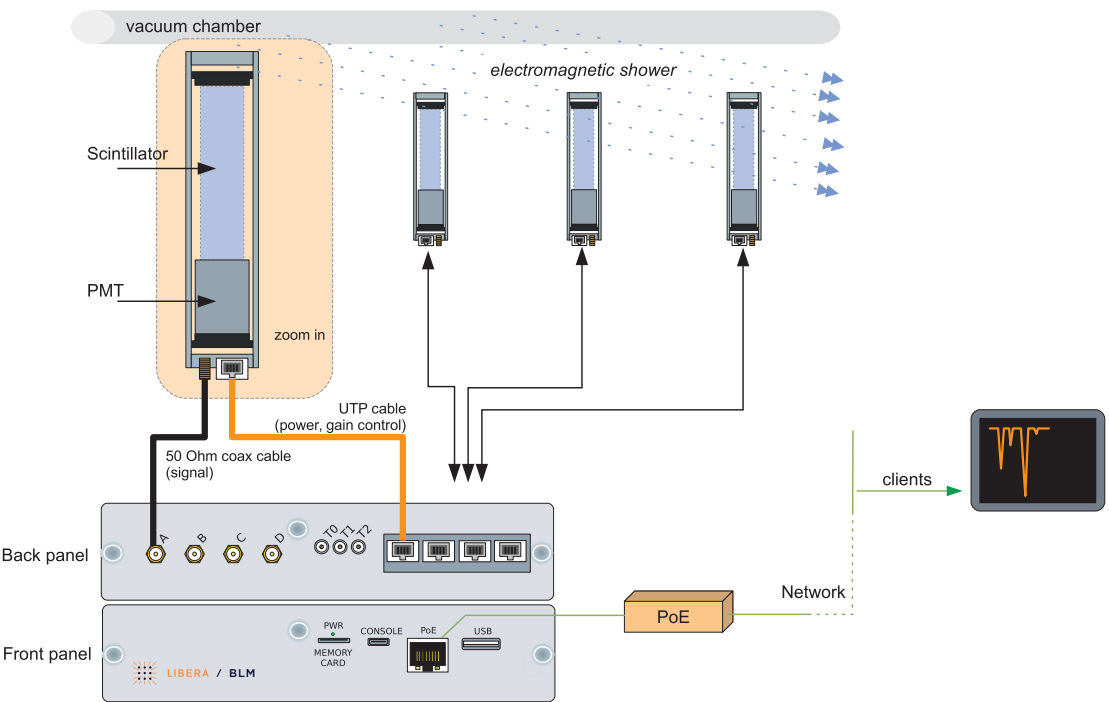 vacuum chamber
electromagnetic shower
Scintillator
PMT
zoom in
UTP cable
(power, gain control)
50 Ohm coax cable
(signal)
clients
A
B
C
D
T0
T1
T2
Back panel
Network
PoE
Front panel
PWR
MEMORY
CARD
CONSOLE
PoE
USB
LIBERA / BLM